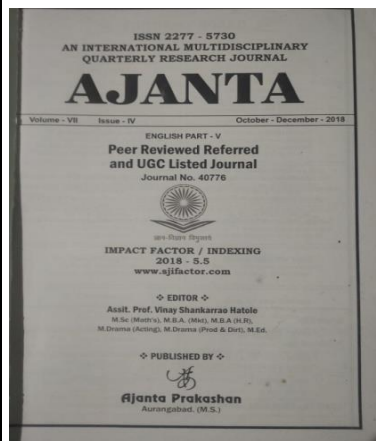 ISSN 2277 - 5730
AN INTERNATIONAL MULTIDISCIPLINARY
QUARTERLY RESEARCH JOURNAL
AJANTA
Volume - VII Issue - IV October - December - 2018
ENGLISH PART - V
Peer Reviewed Referred
and UGC Listed Journal
Journal No. 40776
ज्ञान-विज्ञान विमुक्तये
IMPACT FACTOR / INDEXING
2018 - 5.5
www.sjifactor.com
❖ EDITOR ❖
Assit. Prof. Vinay Shankarrao Hatole
M.Sc (Math's), M.B.A. (Mkt), M.B.A (H.R),
M.Drama (Acting), M.Drama (Prod & Dirt), M.Ed.
❖ PUBLISHED BY ❖
Ajanta Prakashan
Aurangabad. (M.S.)